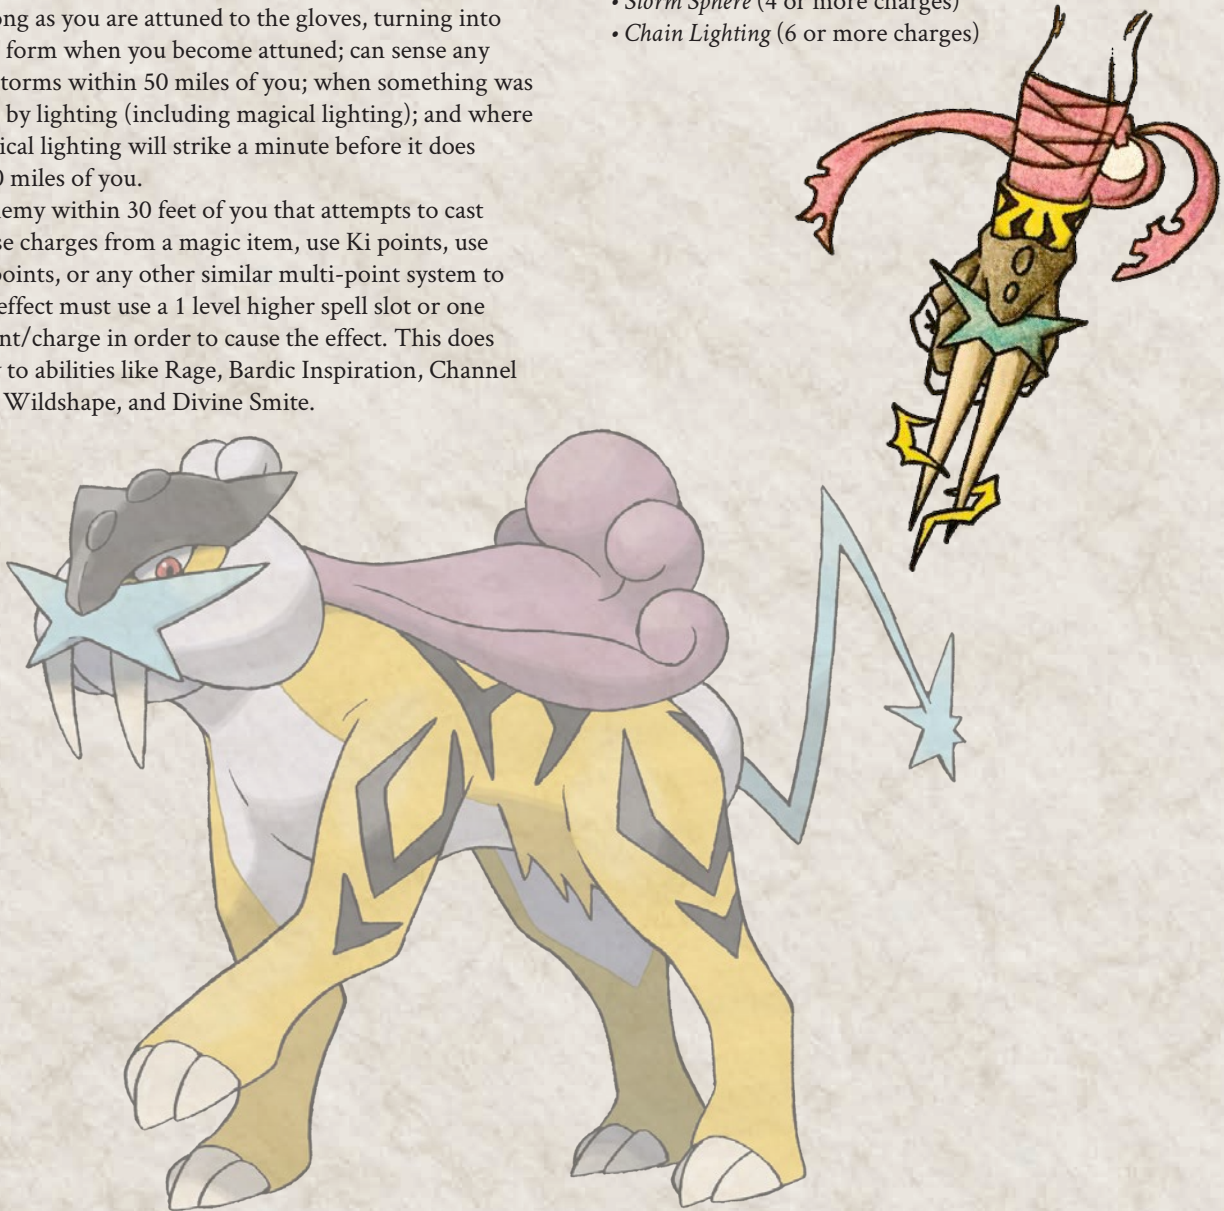 ong as you are attuned to the gloves, turning into
form when you become attuned; can sense any
torms within 50 miles of you; when something was
by lighting (including magical lighting); and where
ical lighting will strike a minute before it does
0 miles of you.
emy within 30 feet of you that attempts to cast
se charges from a magic item, use Ki points, use
points, or any other similar multi-point system to
effect must use a 1 level higher spell slot or one
nt/charge in order to cause the effect. This does
to abilities like Rage, Bardic Inspiration, Channel
Wildshape, and Divine Smite.
• Storm Sphere (4 or more charges)
• Chain Lighting (6 or more charges)